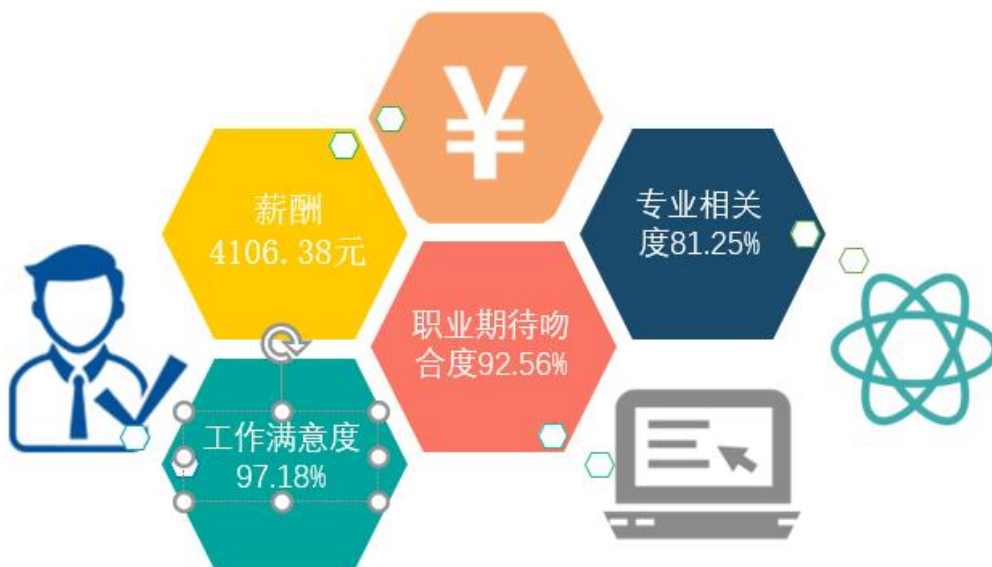 ¥
薪酬
4106.38元
专业相关
度81.25%
职业期待吻
合度92.56%
工作满意度
97.18%